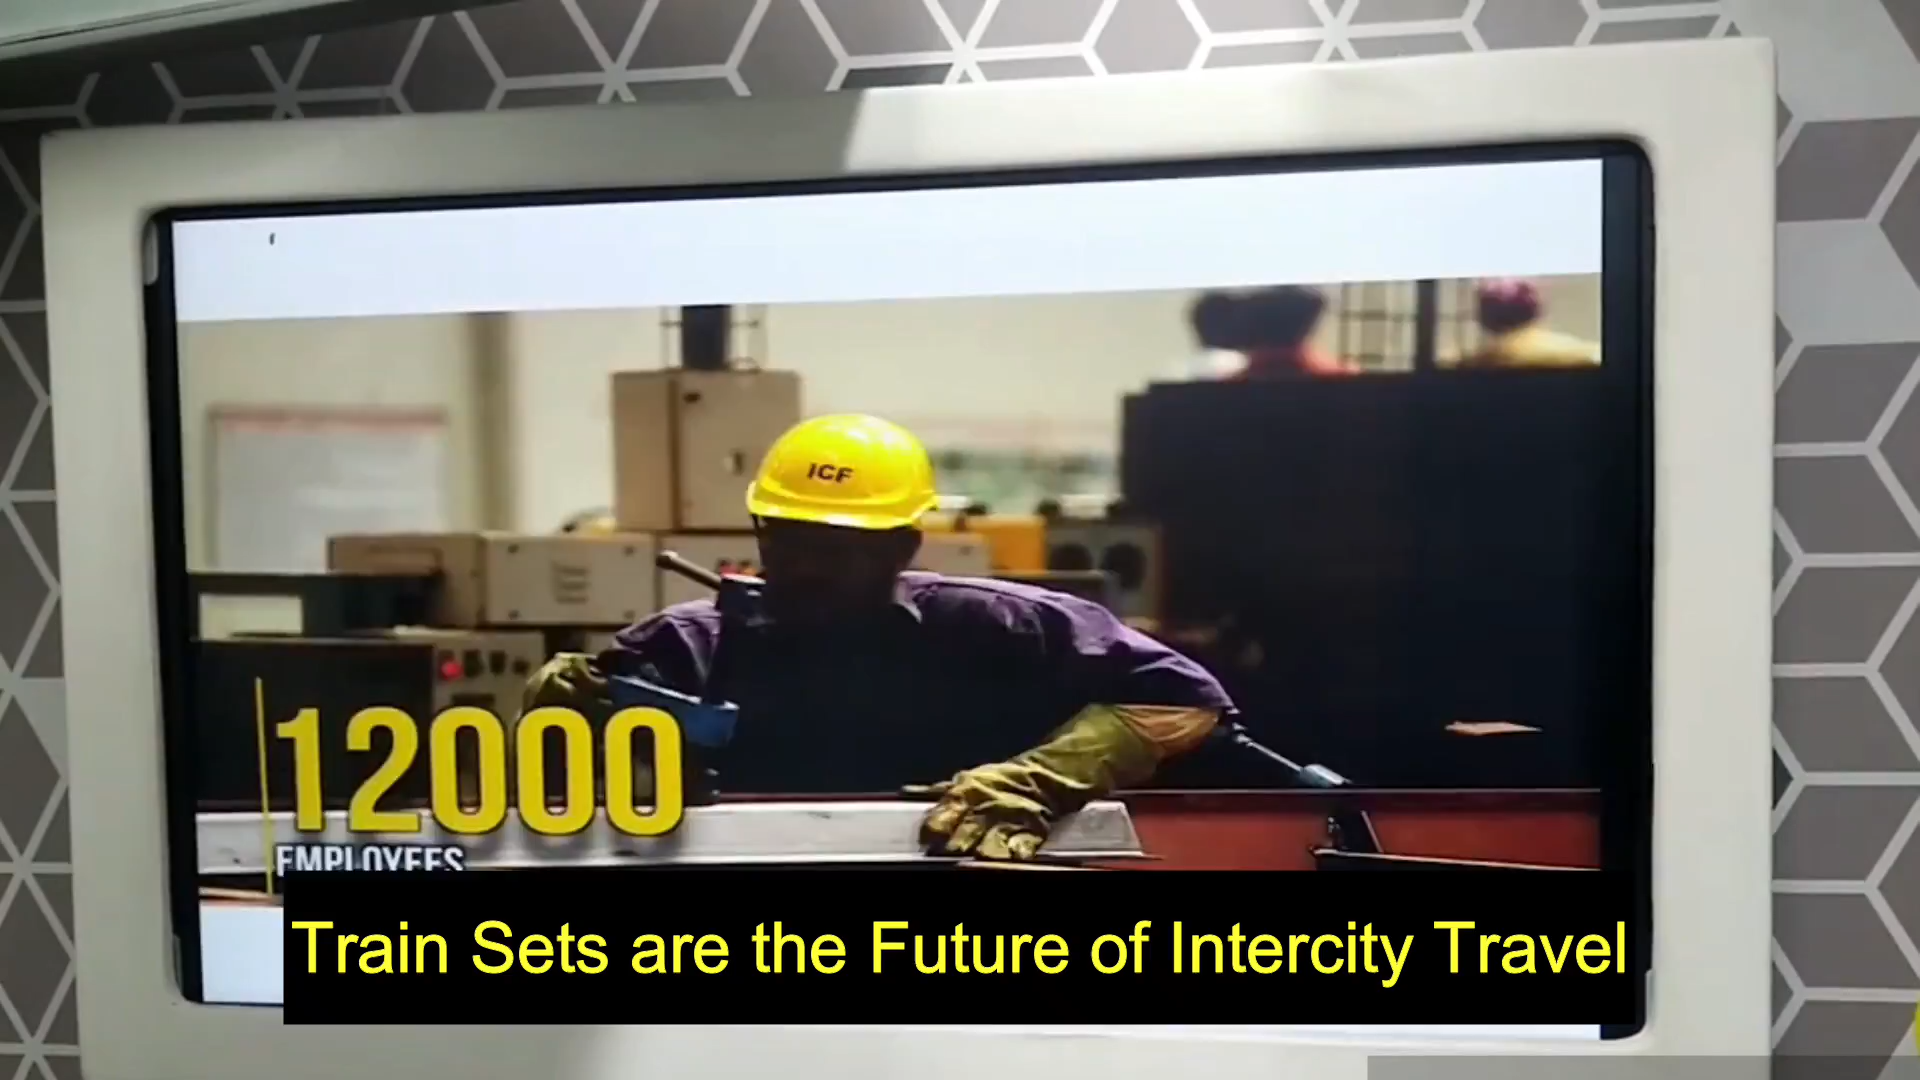 ICF
12000
EMPLOYEES
Train Sets are the Future of Intercity Travel